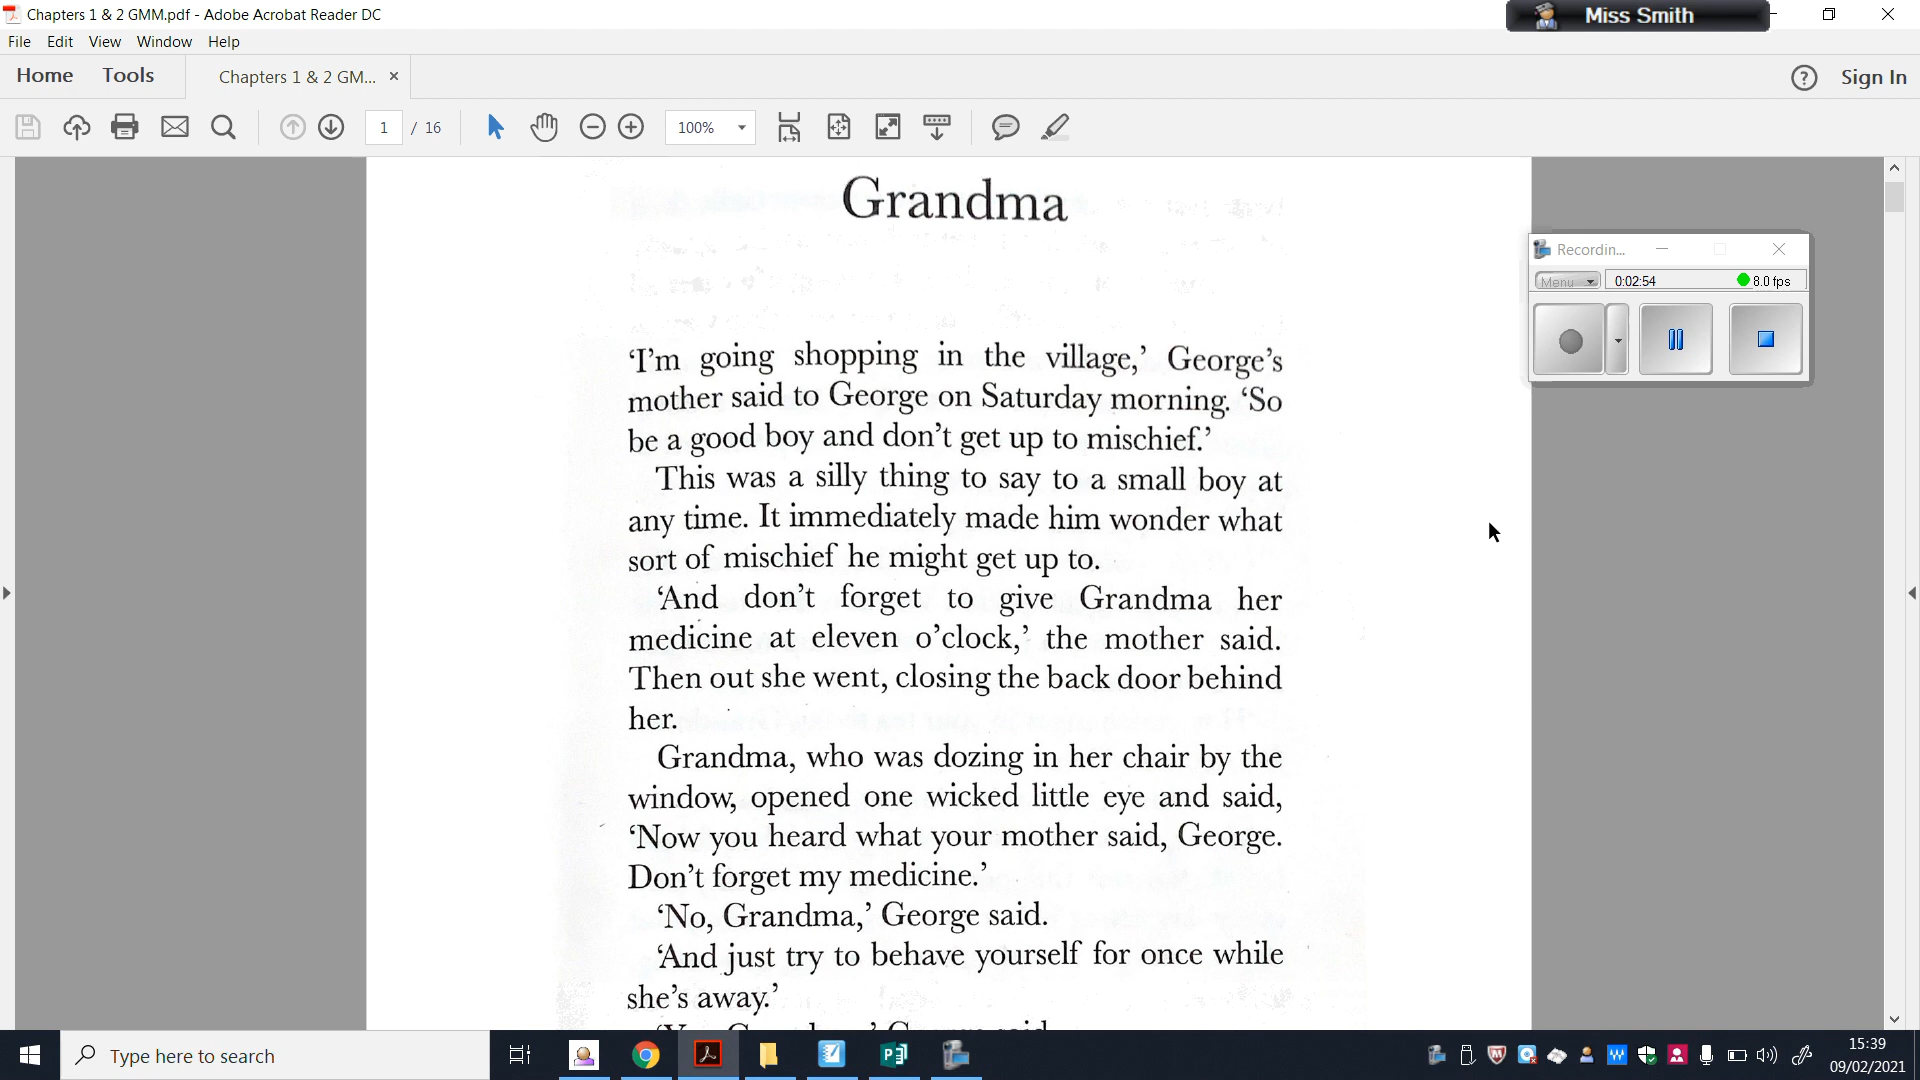 Chapters 1 & 2 GMM.pdf - Adobe Acrobat Reader DC
Miss Smith
File Edit View Window Help
Home Tools Chapters 1 & 2 GM... × Sign In
1 / 16 100%
Grandma
Recordin...
Menu 0:02:54 8.0 fps
‘I’m going shopping in the village,’ George’s
mother said to George on Saturday morning. ‘So
be a good boy and don’t get up to mischief.’
This was a silly thing to say to a small boy at
any time. It immediately made him wonder what
sort of mischief he might get up to.
‘And don’t forget to give Grandma her
medicine at eleven o’clock,’ the mother said.
Then out she went, closing the back door behind
her.
Grandma, who was dozing in her chair by the
window, opened one wicked little eye and said,
‘Now you heard what your mother said, George.
Don’t forget my medicine.’
‘No, Grandma,’ George said.
‘And just try to behave yourself for once while
she’s away.’
Type here to search
15:39
09/02/2021